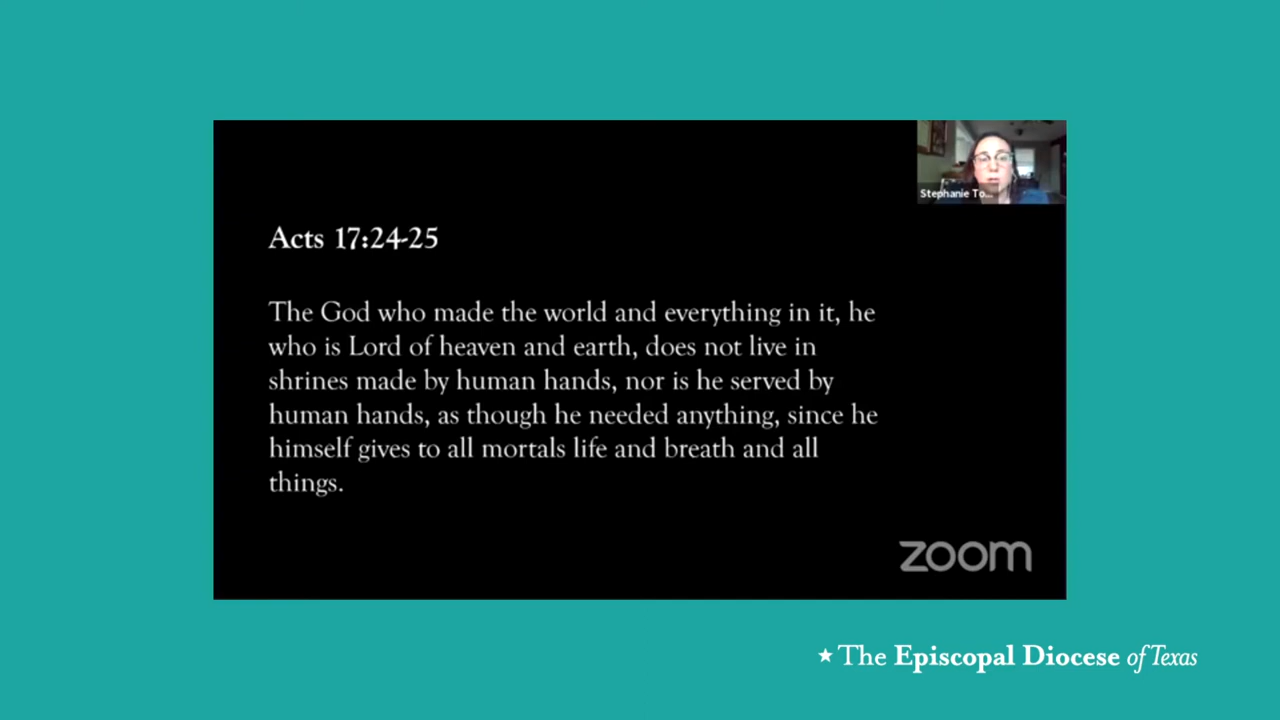 Stephanie To...
Acts 17:24-25
The God who made the world and everything in it, he
who is Lord of heaven and earth, does not live in
shrines made by human hands, nor is he served by
human hands, as though he needed anything, since he
himself gives to all mortals life and breath and all
things.
zoom
The Episcopal Diocese of Texas